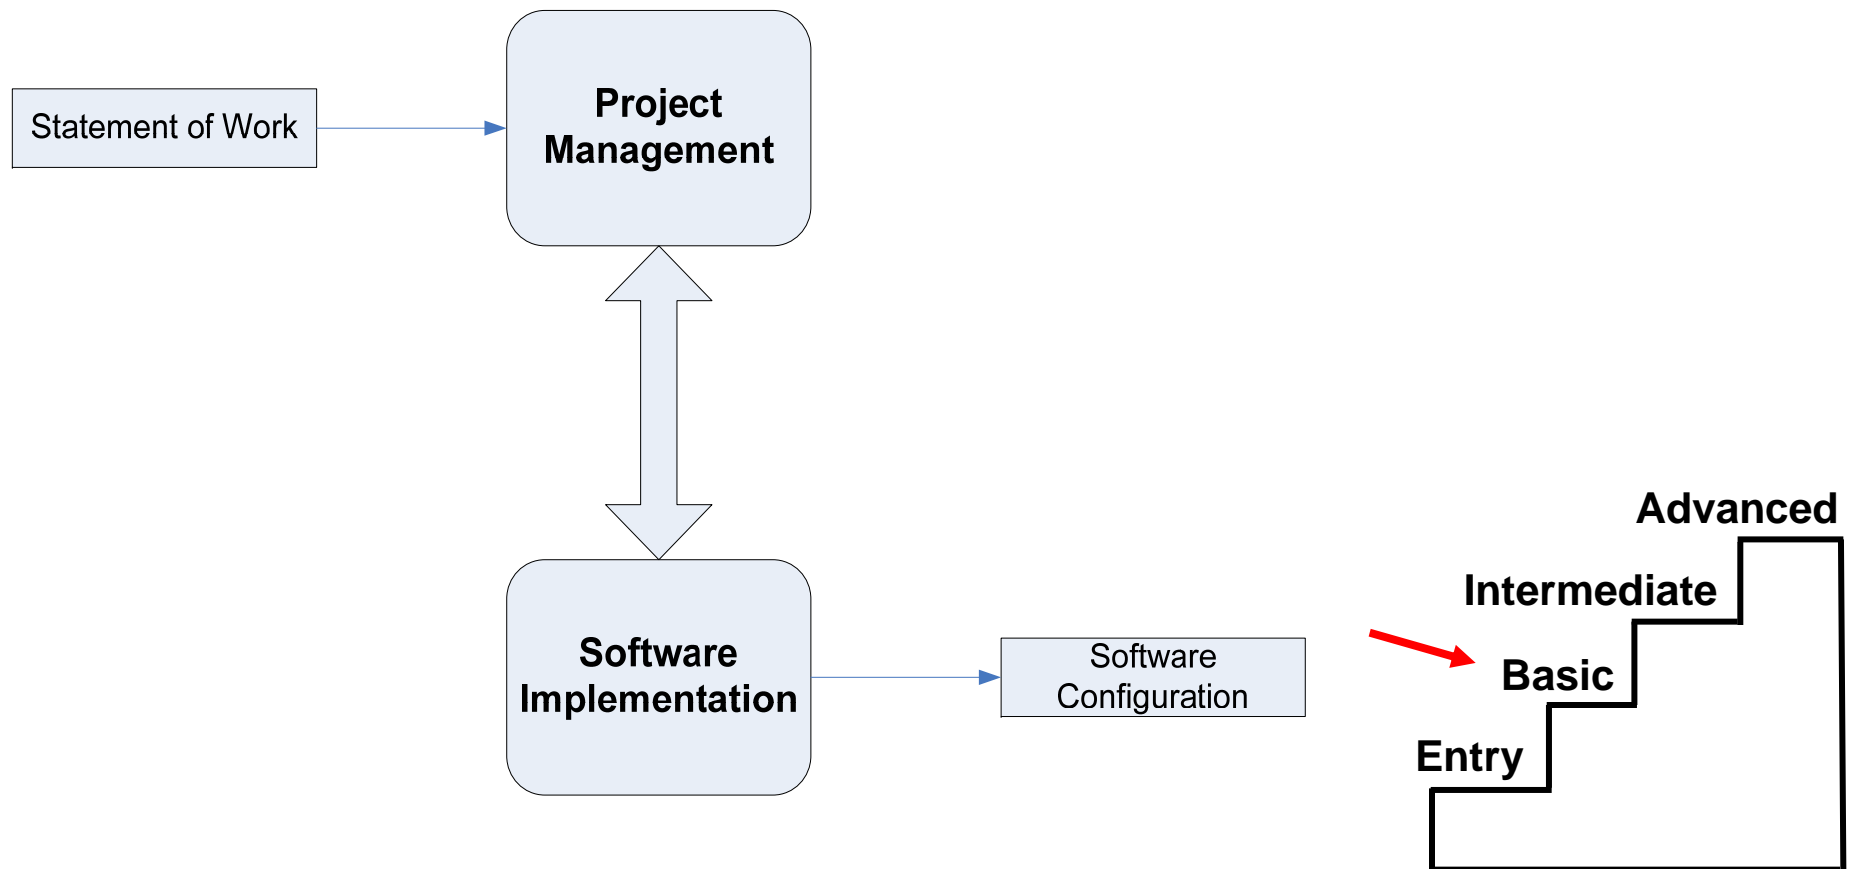 Project
Management
Statement of Work
Software
Implementation
Software
Configuration
Advanced
Intermediate
Basic
Entry